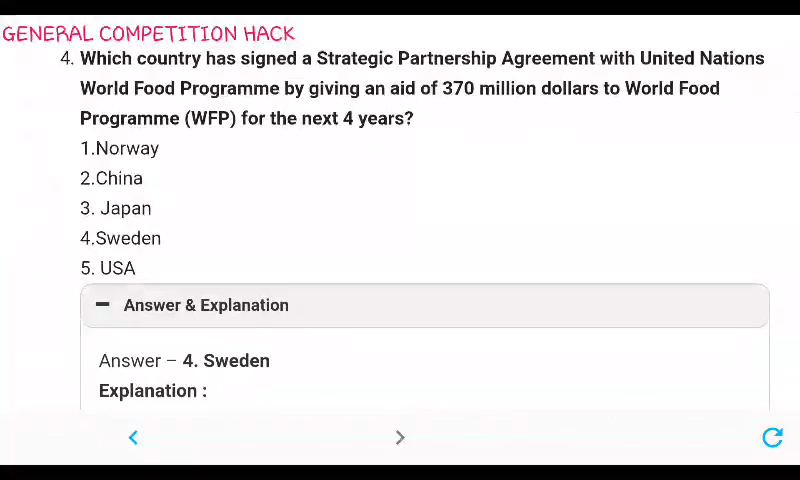 GENERAL COMPETITION HACK
4. Which country has signed a Strategic Partnership Agreement with United Nations
World Food Programme by giving an aid of 370 million dollars to World Food
Programme (WFP) for the next 4 years?
1.Norway
2.China
3. Japan
4.Sweden
5. USA
Answer & Explanation
Answer – 4. Sweden
Explanation :